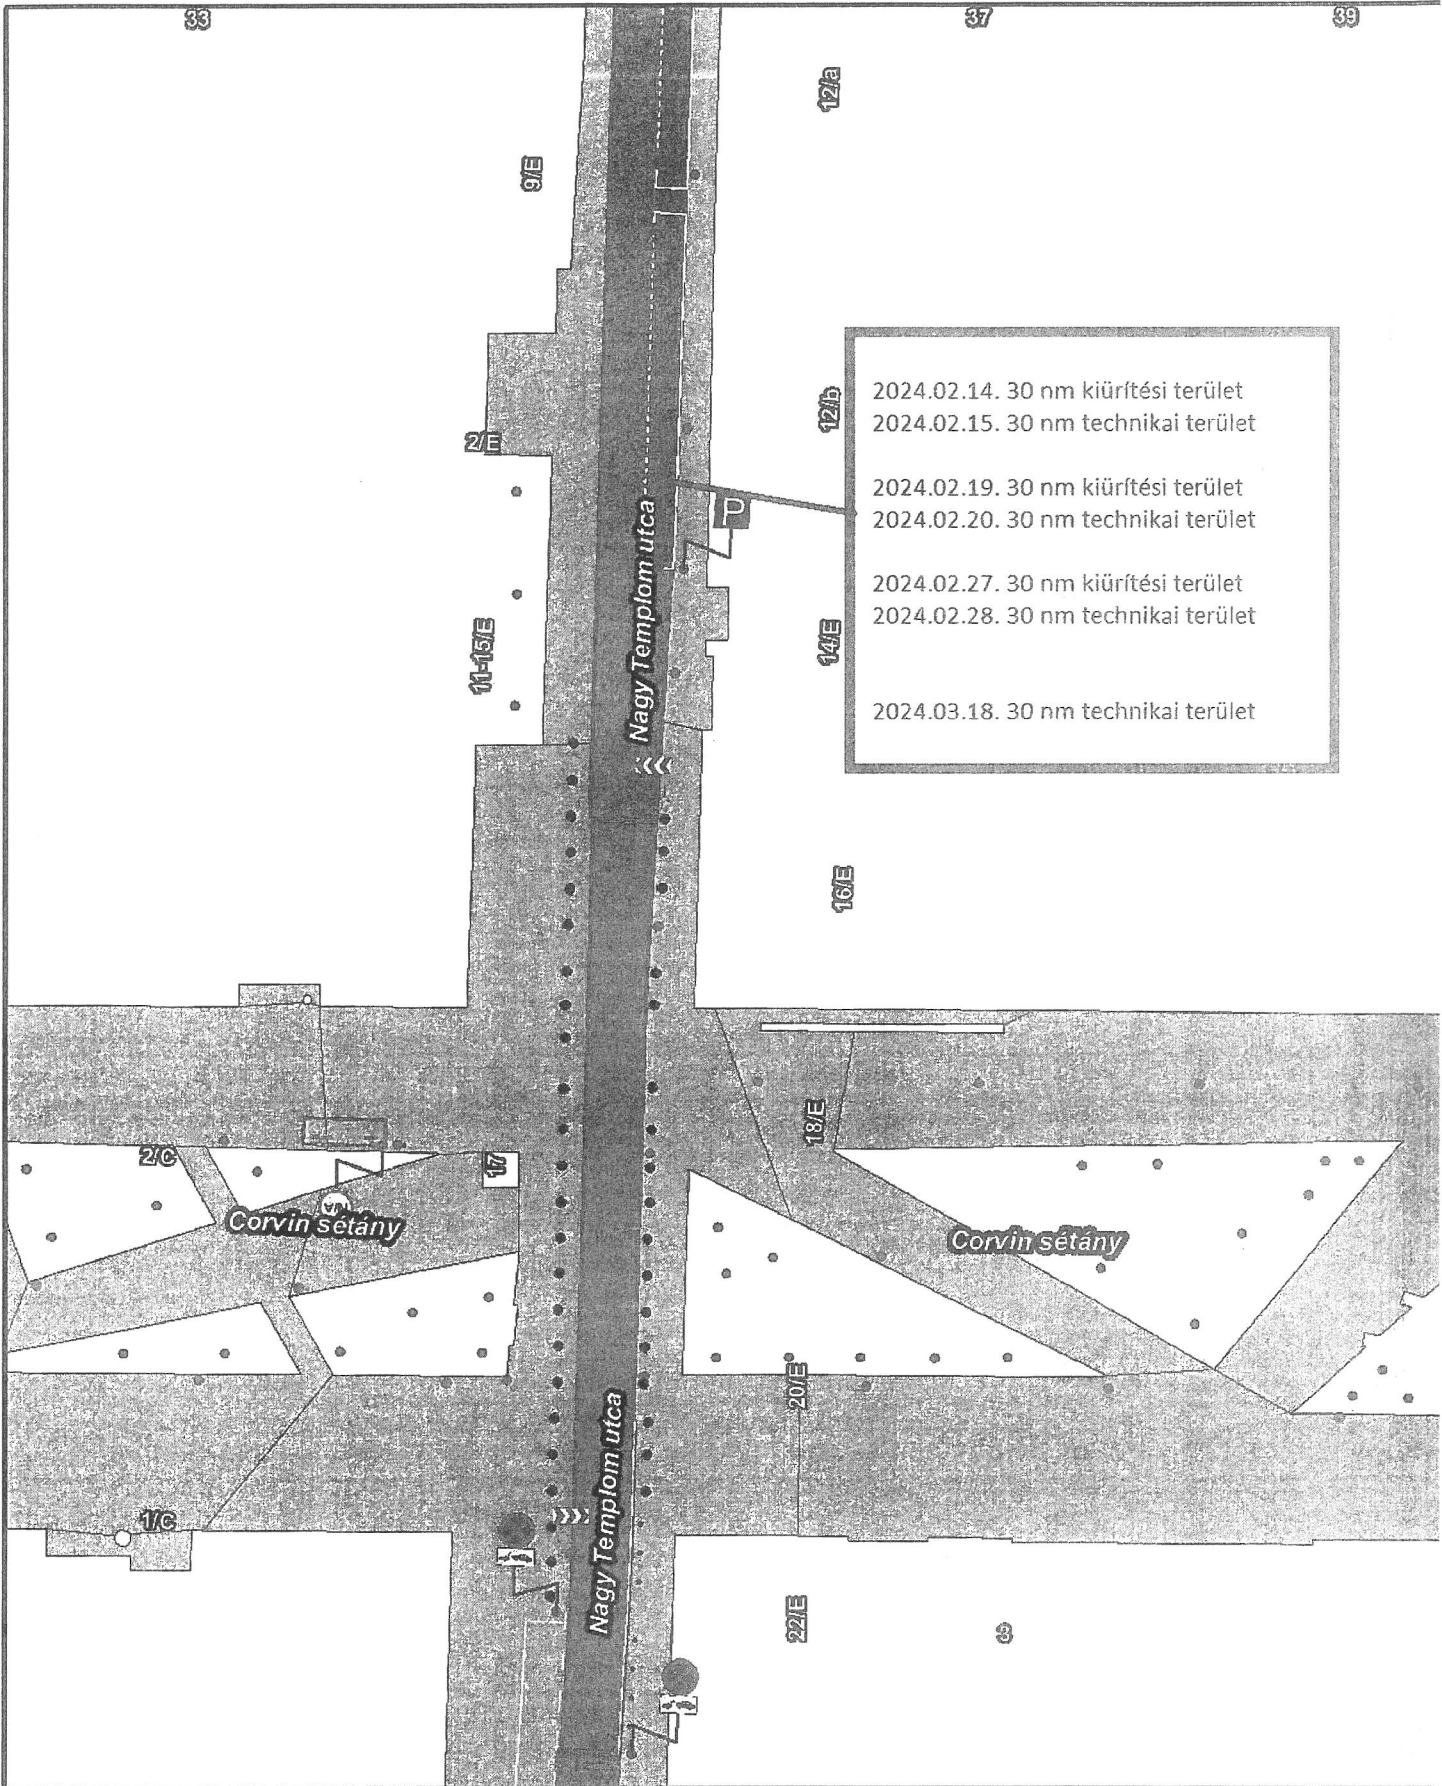 33
37
39
12/a
9/E
2024.02.14. 30 nm kiürítési terület
2024.02.15. 30 nm technikai terület
2024.02.19. 30 nm kiürítési terület
2024.02.20. 30 nm technikai terület
2024.02.27. 30 nm kiürítési terület
2024.02.28. 30 nm technikai terület
2024.03.18. 30 nm technikai terület
12/b
2/E
P
Nagy Templom utca
11-15/E
14/E
16/E
18/E
2/C
17
Corvin sétány
Corvin sétány
20/E
Nagy Templom utca
1/C
22/E